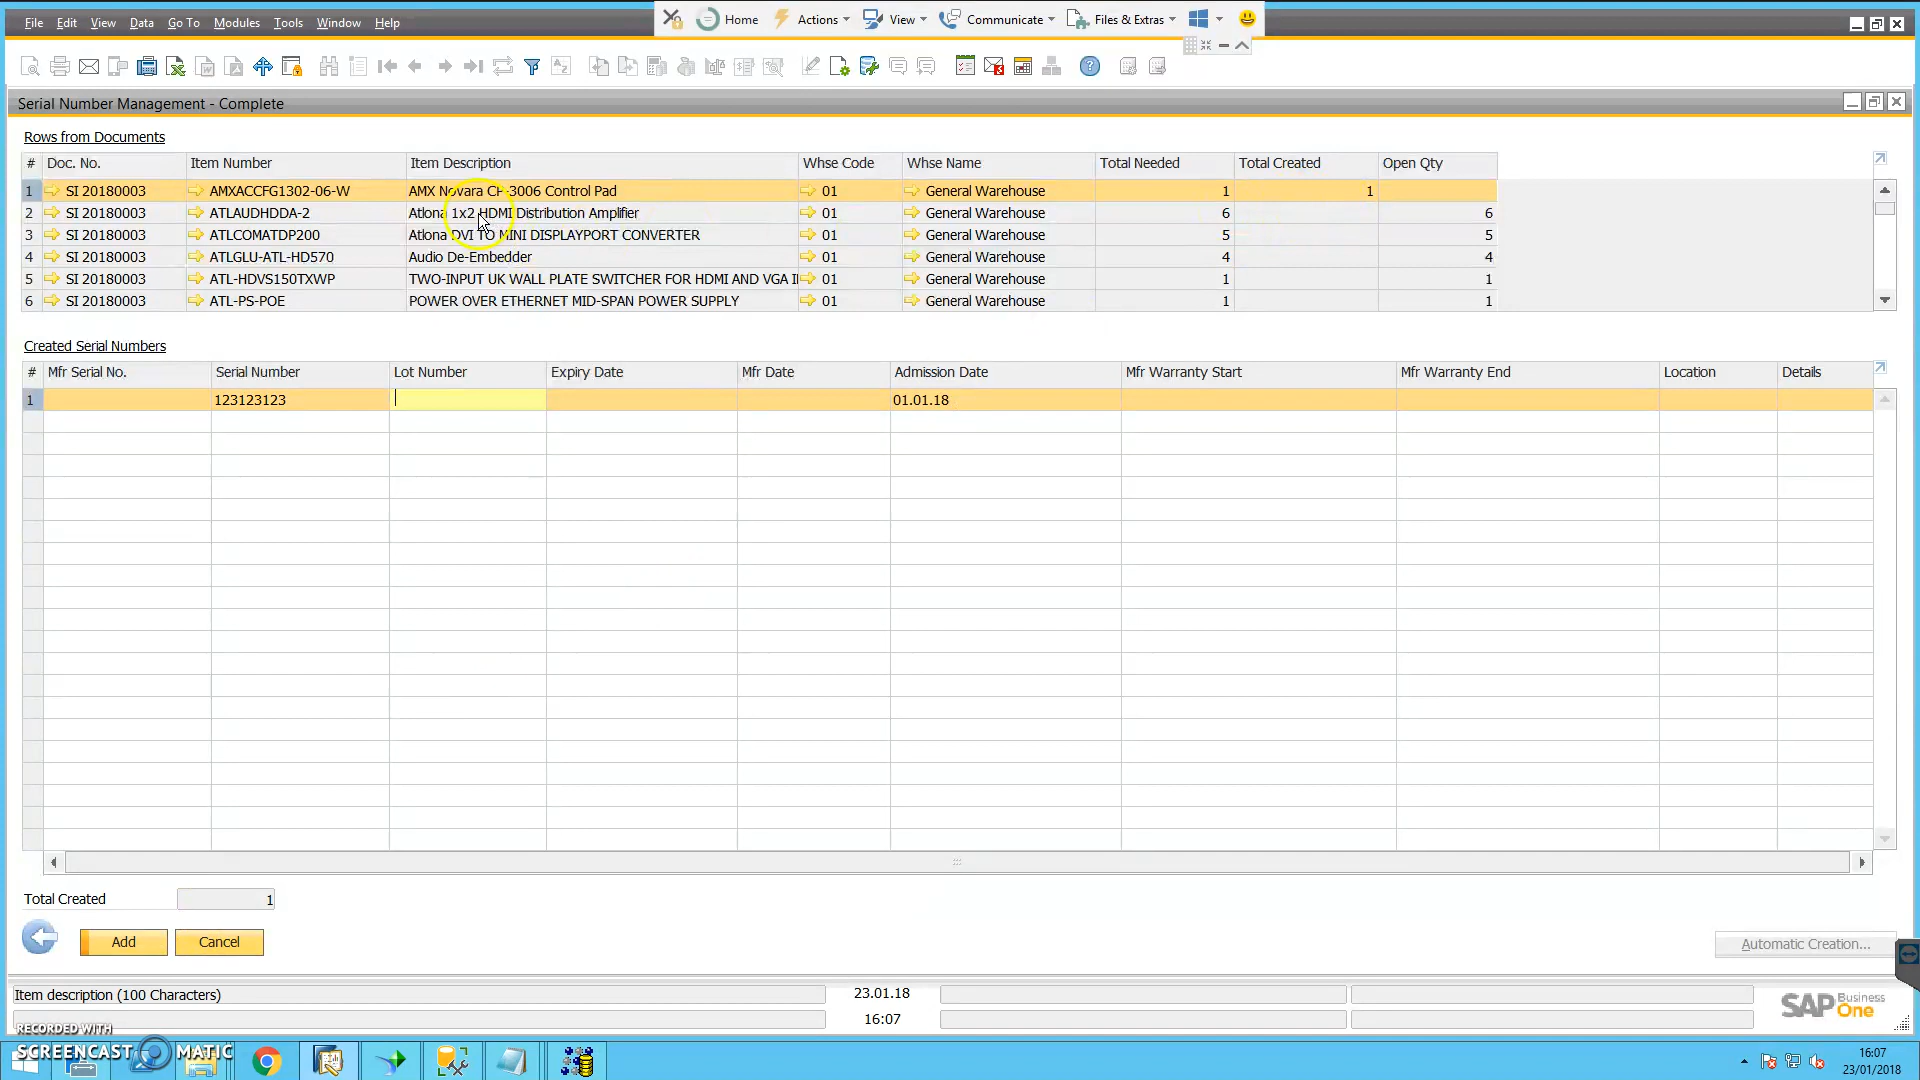 File Edit View Data Go To Modules Tools Window Help
Home Actions View Communicate Files & Extras
Serial Number Management - Complete
Rows from Documents
# Doc. No. Item Number Item Description Whse Code Whse Name Total Needed Total Created Open Qty
1 SI 20180003 AMXACCFG1302-06-W AMX Novara CP-3006 Control Pad 01 General Warehouse 1 1
2 SI 20180003 ATLAUDHDDA-2 Atlona 1x2 HDMI Distribution Amplifier 01 General Warehouse 6 6
3 SI 20180003 ATLCOMATDP200 Atlona DVI TO MINI DISPLAYPORT CONVERTER 01 General Warehouse 5 5
4 SI 20180003 ATLGLU-ATL-HD570 Audio De-Embedder 01 General Warehouse 4 4
5 SI 20180003 ATL-HDVS150TXWP TWO-INPUT UK WALL PLATE SWITCHER FOR HDMI AND VGA I 01 General Warehouse 1 1
6 SI 20180003 ATL-PS-POE POWER OVER ETHERNET MID-SPAN POWER SUPPLY 01 General Warehouse 1 1
Created Serial Numbers
# Mfr Serial No. Serial Number Lot Number Expiry Date Mfr Date Admission Date Mfr Warranty Start Mfr Warranty End Location Details
1 123123123 01.01.18
Total Created 1
Add Cancel Automatic Creation...
Item description (100 Characters) 23.01.18
16:07
SAP Business One
RECORDED WITH
SCREENCAST MATIC
16:07
23/01/2018